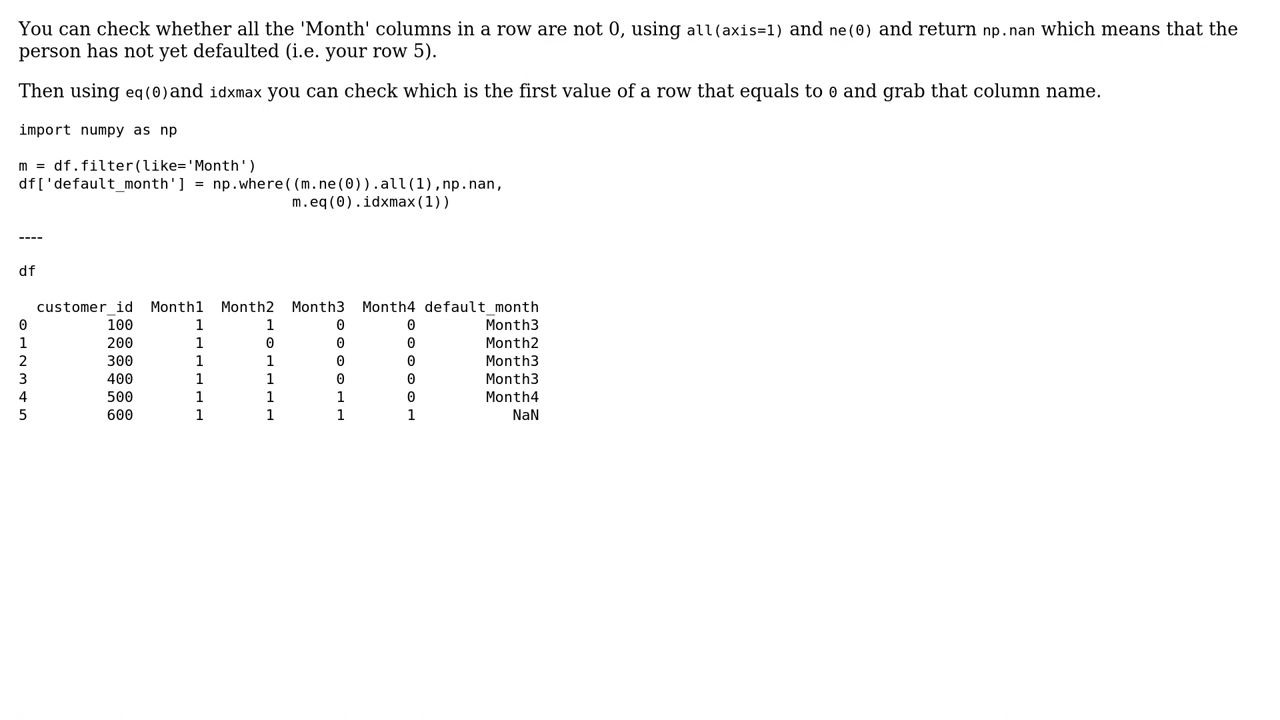 You can check whether all the 'Month' columns in a row are not 0, using all(axis=1) and ne(0) and return np.nan which means that the
person has not yet defaulted (i.e. your row 5).
Then using eq(0)and idxmax you can check which is the first value of a row that equals to 0 and grab that column name.
import numpy as np
m = df.filter(like='Month')
df['default_month'] = np.where((m.ne(0)).all(1),np.nan,
                               m.eq(0).idxmax(1))
----
df
  customer_id  Month1  Month2  Month3  Month4 default_month
0         100       1       1       0       0        Month3
1         200       1       0       0       0        Month2
2         300       1       1       0       0        Month3
3         400       1       1       0       0        Month3
4         500       1       1       1       0        Month4
5         600       1       1       1       1           NaN